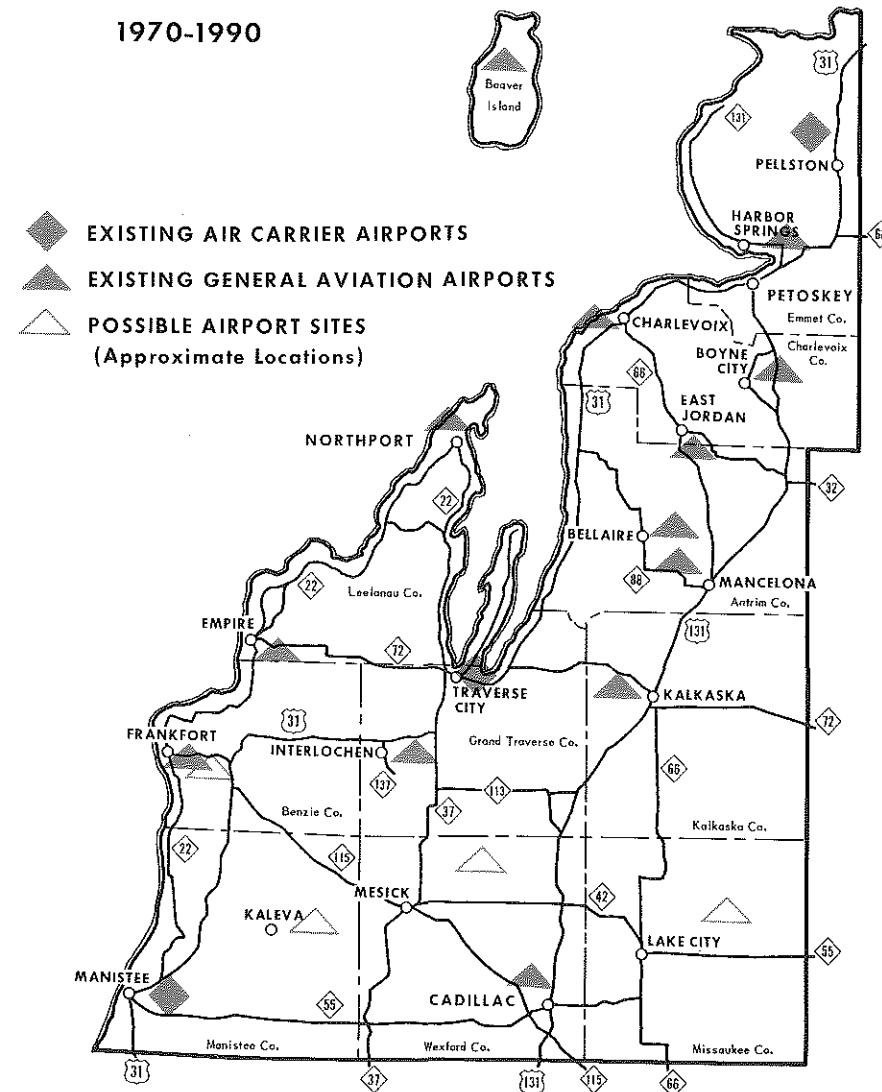 1970-1990
Beaver
Island
31
131
PELLSTON
HARBOR
SPRINGS
EXISTING AIR CARRIER AIRPORTS
EXISTING GENERAL AVIATION AIRPORTS
POSSIBLE AIRPORT SITES
(Approximate Locations)
PETOSKEY
Emmet Co.
CHARLEVOIX
Charlevoix
Co.
BOYNE
CITY
66
31
EAST
JORDAN
NORTHPORT
22
32
BELLAIRE
88
MANCELONA
Antrim Co.
22
Leelanau Co.
131
EMPIRE
72
TRAVERSE
CITY
KALKASKA
72
31
FRANKFORT
INTERLOCHEN
Grand Traverse Co.
137
66
113
37
Benzie Co.
Kalkaska Co.
22
115
MESICK
42
KALEVA
LAKE CITY
55
MANISTEE
CADILLAC
55
Manistee Co.
Wexford Co.
Missaukee Co.
31
37
131
115
66